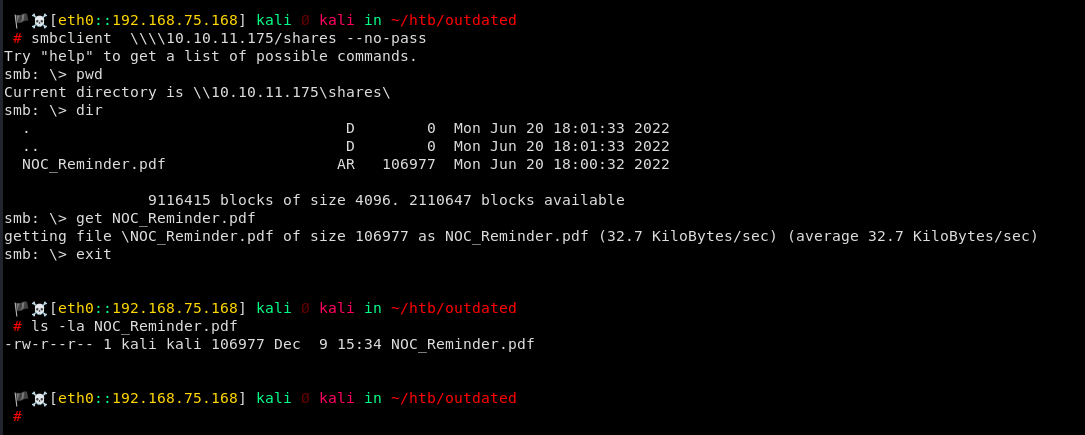 🏴☠️[eth0::192.168.75.168] kali Ø kali in ~/htb/outdated
# smbclient  \\\\10.10.11.175/shares --no-pass
Try "help" to get a list of possible commands.
smb: \> pwd
Current directory is \\10.10.11.175\shares\
smb: \> dir
  .                                   D        0  Mon Jun 20 18:01:33 2022
  ..                                  D        0  Mon Jun 20 18:01:33 2022
  NOC_Reminder.pdf                   AR   106977  Mon Jun 20 18:00:32 2022
                9116415 blocks of size 4096. 2110647 blocks available
smb: \> get NOC_Reminder.pdf
getting file \NOC_Reminder.pdf of size 106977 as NOC_Reminder.pdf (32.7 KiloBytes/sec) (average 32.7 KiloBytes/sec)
smb: \> exit
🏴☠️[eth0::192.168.75.168] kali Ø kali in ~/htb/outdated
# ls -la NOC_Reminder.pdf
-rw-r--r-- 1 kali kali 106977 Dec  9 15:34 NOC_Reminder.pdf
🏴☠️[eth0::192.168.75.168] kali Ø kali in ~/htb/outdated
#